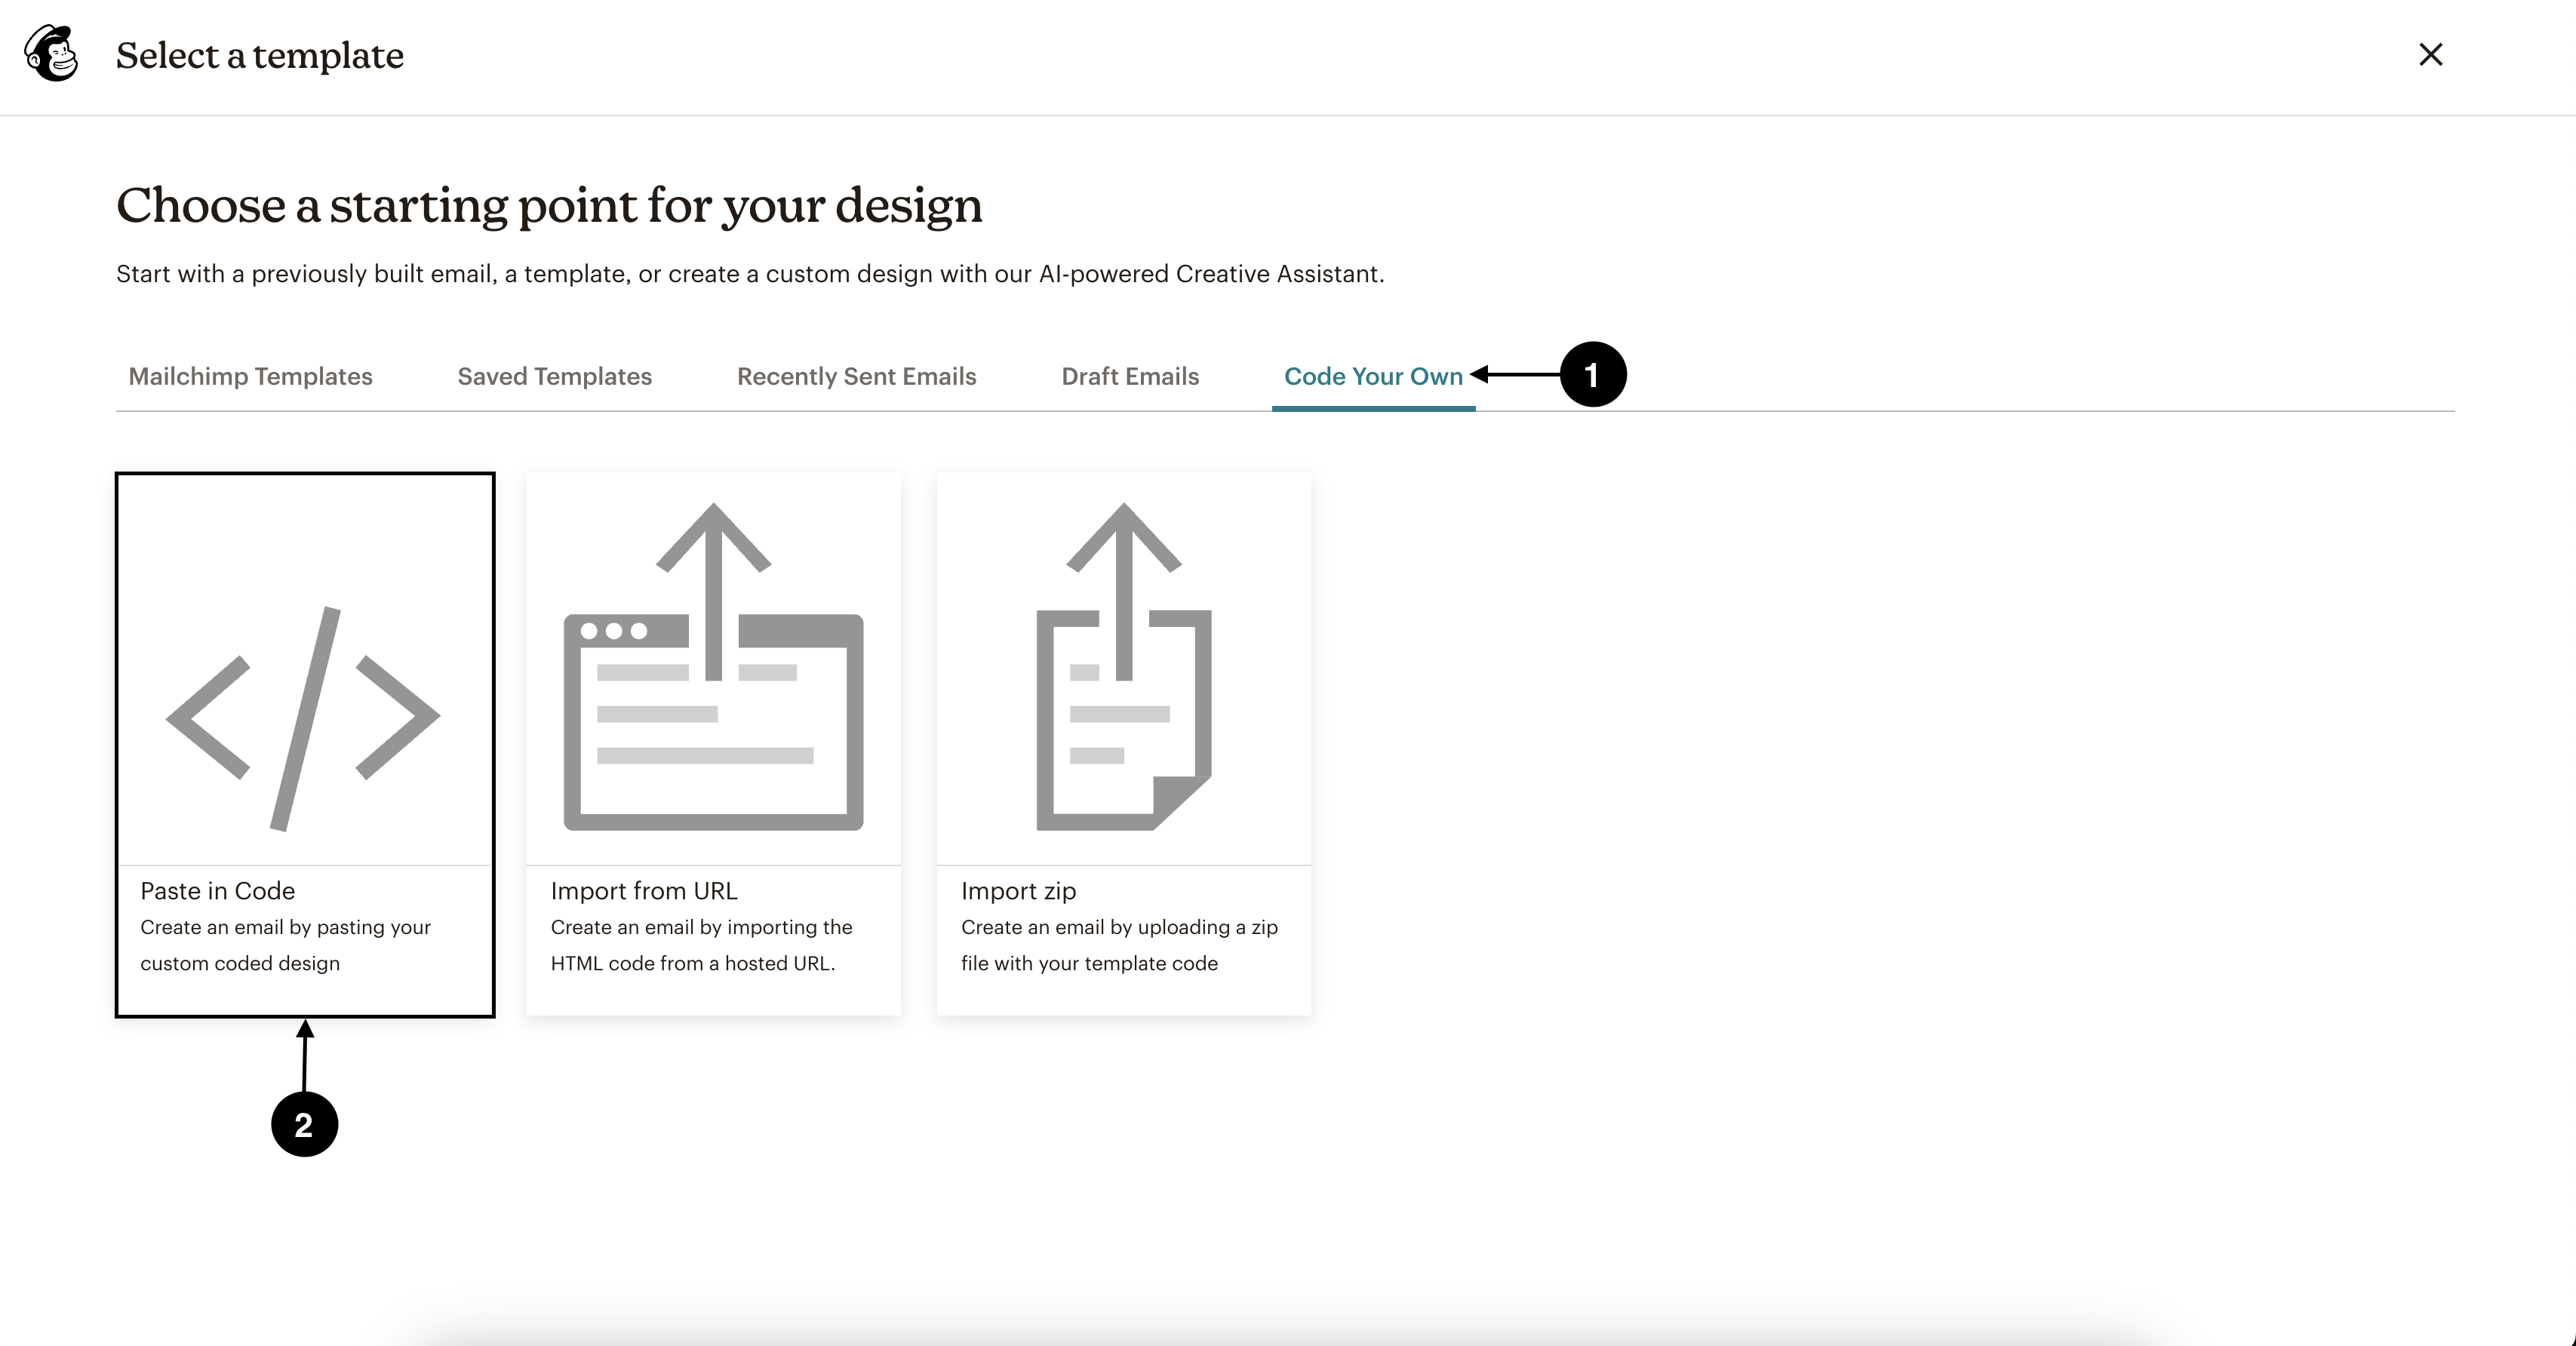 Select a template
Choose a starting point for your design
Start with a previously built email, a template, or create a custom design with our AI-powered Creative Assistant.
Mailchimp Templates Saved Templates Recently Sent Emails Draft Emails Code Your Own 1
</>
Paste in Code
Create an email by pasting your
custom coded design
Import from URL
Create an email by importing the
HTML code from a hosted URL.
Import zip
Create an email by uploading a zip
file with your template code
2